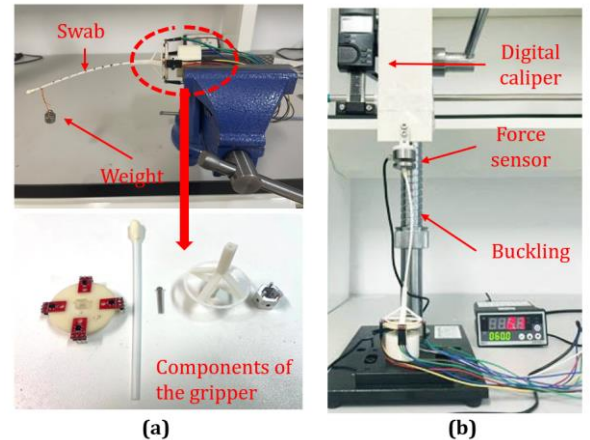 Swab
Weight
Components of
the gripper
(a)
Digital
caliper
Force
sensor
Buckling
0600
(b)